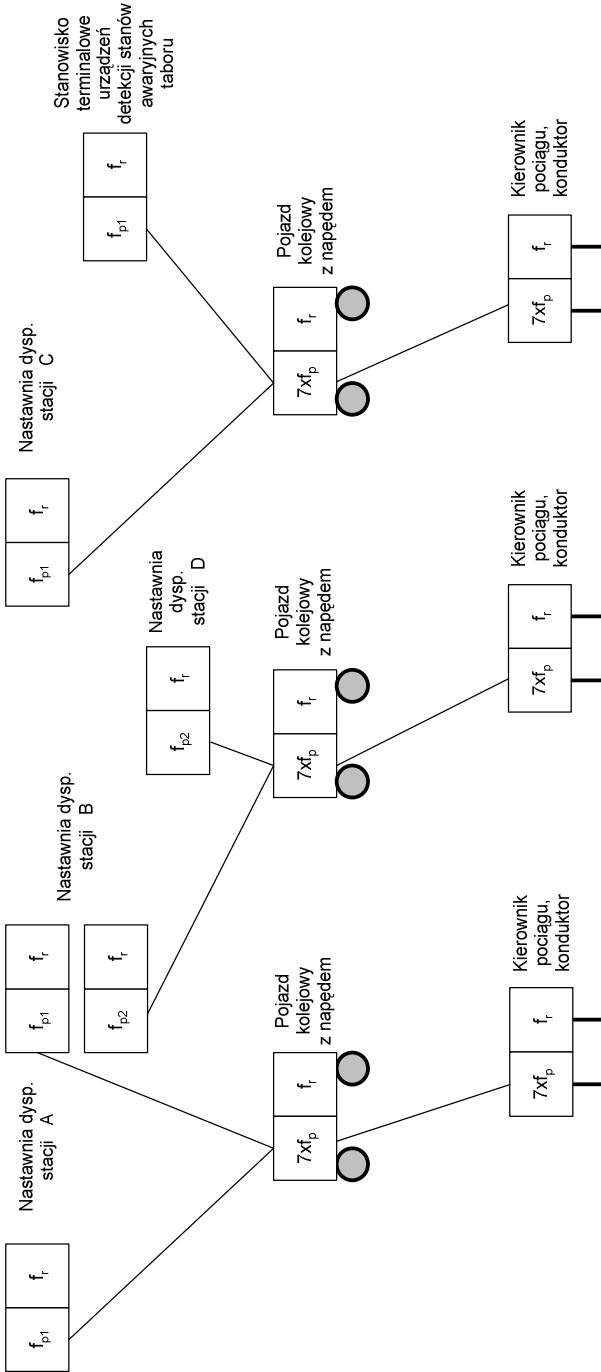 Nastawnia dysp.
stacji A
f_p1 f_r
Nastawnia dysp.
stacji B
f_p1 f_r
f_p2 f_r
Nastawnia
dysp.
stacji D
f_p2 f_r
Nastawnia dysp.
stacji C
f_p1 f_r
Stanowisko
terminalowe
urządzeń
detekcji stanów
awaryjnych
taboru
f_p1 f_r
Pojazd
kolejowy
z napędem
7xf_p f_r
Pojazd
kolejowy
z napędem
7xf_p f_r
Pojazd
kolejowy
z napędem
7xf_p f_r
Kierownik
pociągu,
konduktor
7xf_p f_r
Kierownik
pociągu,
konduktor
7xf_p f_r
Kierownik
pociągu,
konduktor
7xf_p f_r